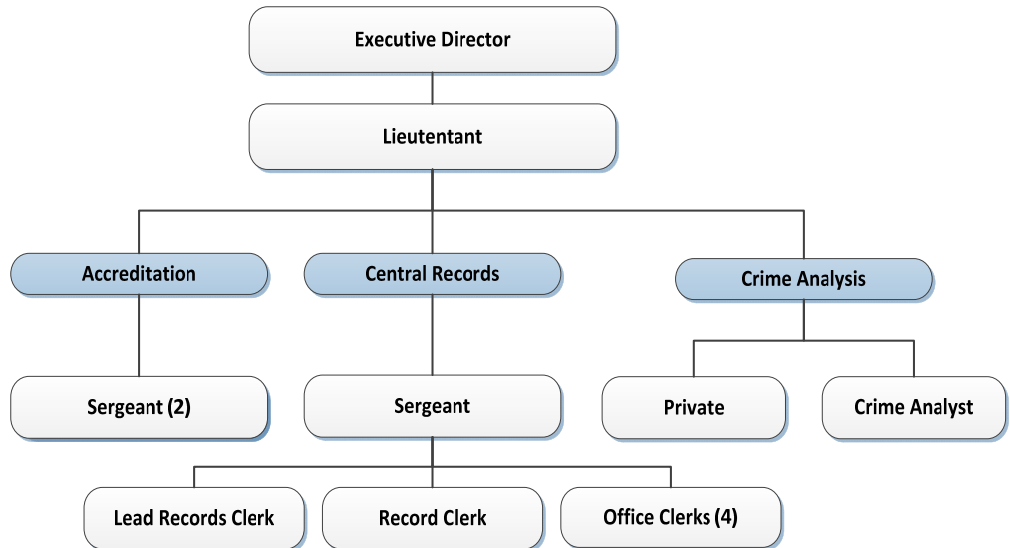 Executive Director
Lieutentant
Accreditation
Central Records
Crime Analysis
Sergeant (2)
Sergeant
Private
Crime Analyst
Lead Records Clerk
Record Clerk
Office Clerks (4)